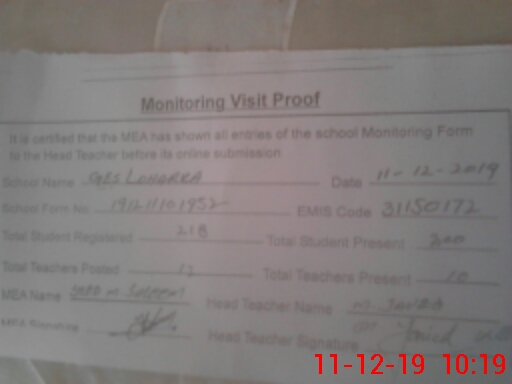 Monitoring Visit Proof
It is certified that the MEA has shown all entries of the school Monitoring Form
to the Head Teacher before its online submission
School Name GES Date 11-12-2019
School Form No EMIS Code 31150172
Total Student Registered 218 Total Student Present 200
Total Teachers Posted Total Teachers Present 10
MEA Name Head Teacher Name
MEA Signature Head Teacher Signature
11-12-19 10:19